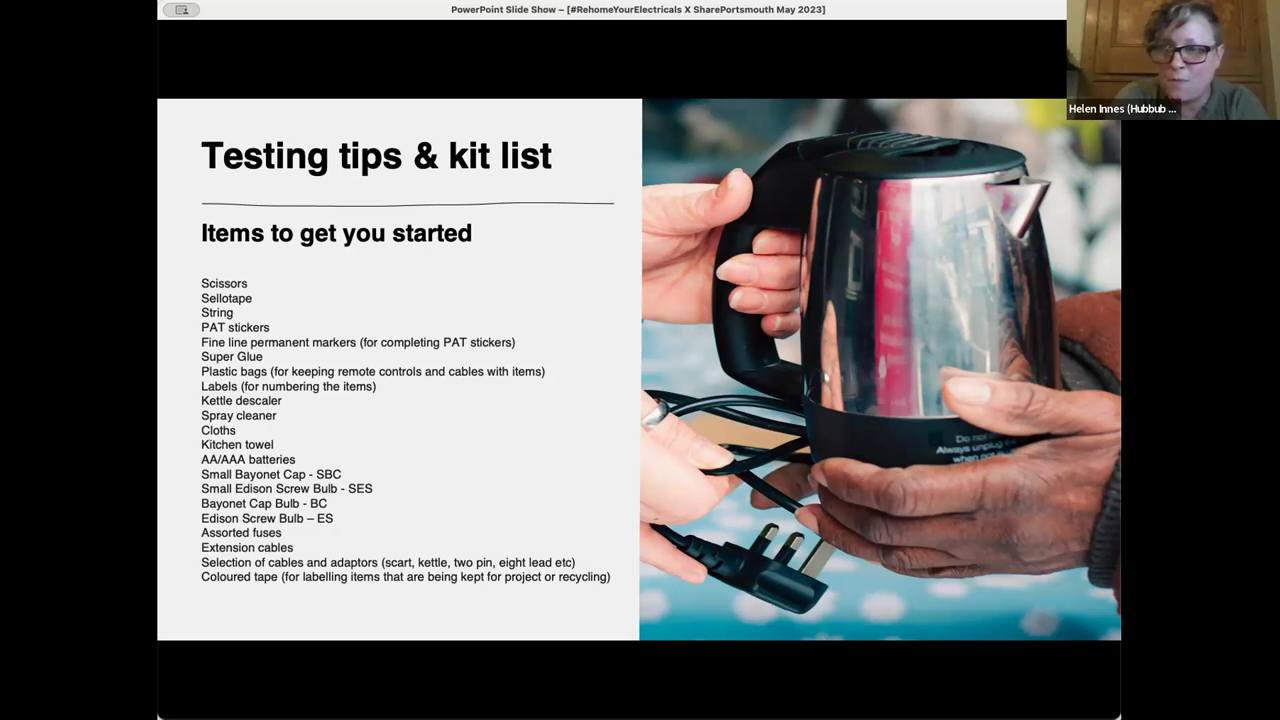 PowerPoint Slide Show – [#RehomeYourElectricals X SharePortsmouth May 2023]
Helen Innes (Hubbub ...
Testing tips & kit list
Items to get you started
Scissors
Sellotape
String
PAT stickers
Fine line permanent markers (for completing PAT stickers)
Super Glue
Plastic bags (for keeping remote controls and cables with items)
Labels (for numbering the items)
Kettle descaler
Spray cleaner
Cloths
Kitchen towel
AA/AAA batteries
Small Bayonet Cap - SBC
Small Edison Screw Bulb - SES
Bayonet Cap Bulb - BC
Edison Screw Bulb – ES
Assorted fuses
Extension cables
Selection of cables and adaptors (scart, kettle, two pin, eight lead etc)
Coloured tape (for labelling items that are being kept for project or recycling)
Do not
Always unplug
when not